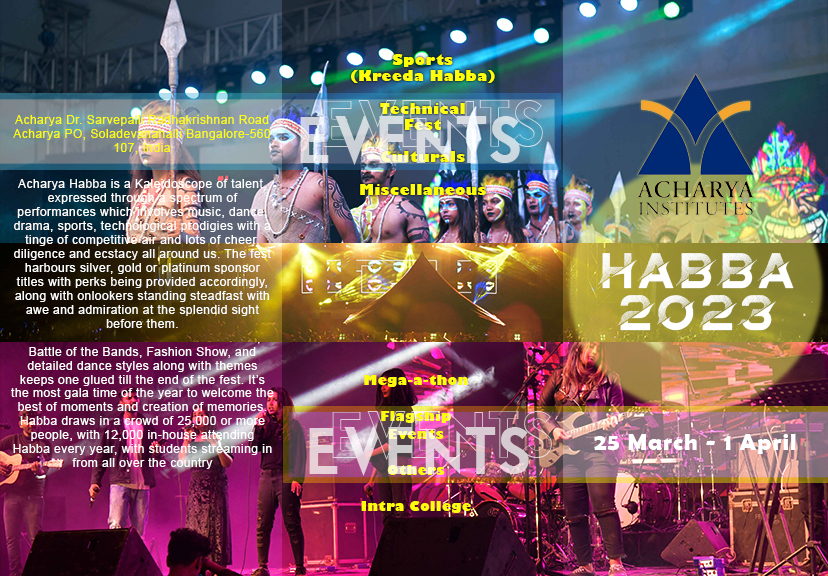 Acharya Dr. Sarvepalli Radhakrishnan Road
Acharya PO, Soladevanahalli Bangalore-560
107, India
Acharya Habba is a Kaleidoscope of talent
expressed through a spectrum of
performances which involves music, dance,
drama, sports, technological prodigies with a
tinge of competitive air and lots of cheer,
diligence and ecstacy all around us. The fest
harbours silver, gold or platinum sponsor
titles with perks being provided accordingly,
along with onlookers standing steadfast with
awe and admiration at the splendid sight
before them.
Battle of the Bands, Fashion Show, and
detailed dance styles along with themes
keeps one glued till the end of the fest. It's
the most gala time of the year to welcome the
best of moments and creation of memories.
Habba draws in a crowd of 25,000 or more
people, with 12,000 in-house attending
Habba every year, with students streaming in
from all over the country
Sports
(Kreeda Habba)
EVENTS
EVENTS
Technical
Fest
Culturals
Miscellaneous
Mega-a-thon
EVENTS
EVENTS
Flagship
Events
Others
Intra College
ACHARYA
INSTITUTES
HABBA
2023
25 March - 1 April